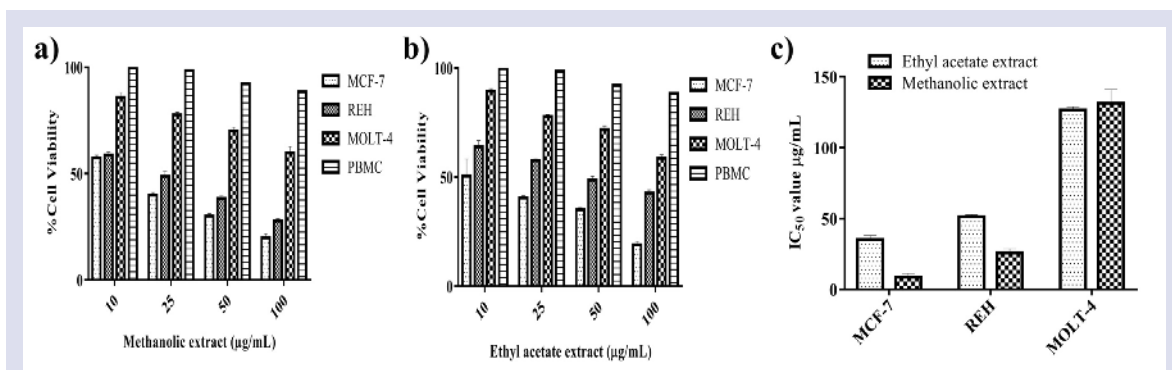 a)
100
50
0
%Cell Viability
10
25
50
100
Methanolic extract (µg/mL)
MCF-7
REH
MOLT-4
PBMC
b)
100
50
0
%Cell Viability
10
25
50
100
Ethyl acetate extract (µg/mL)
MCF-7
REH
MOLT-4
PBMC
c)
Ethyl acetate extract
Methanolic extract
150
100
50
0
IC50 value µg/mL
MCF-7
REH
MOLT-4